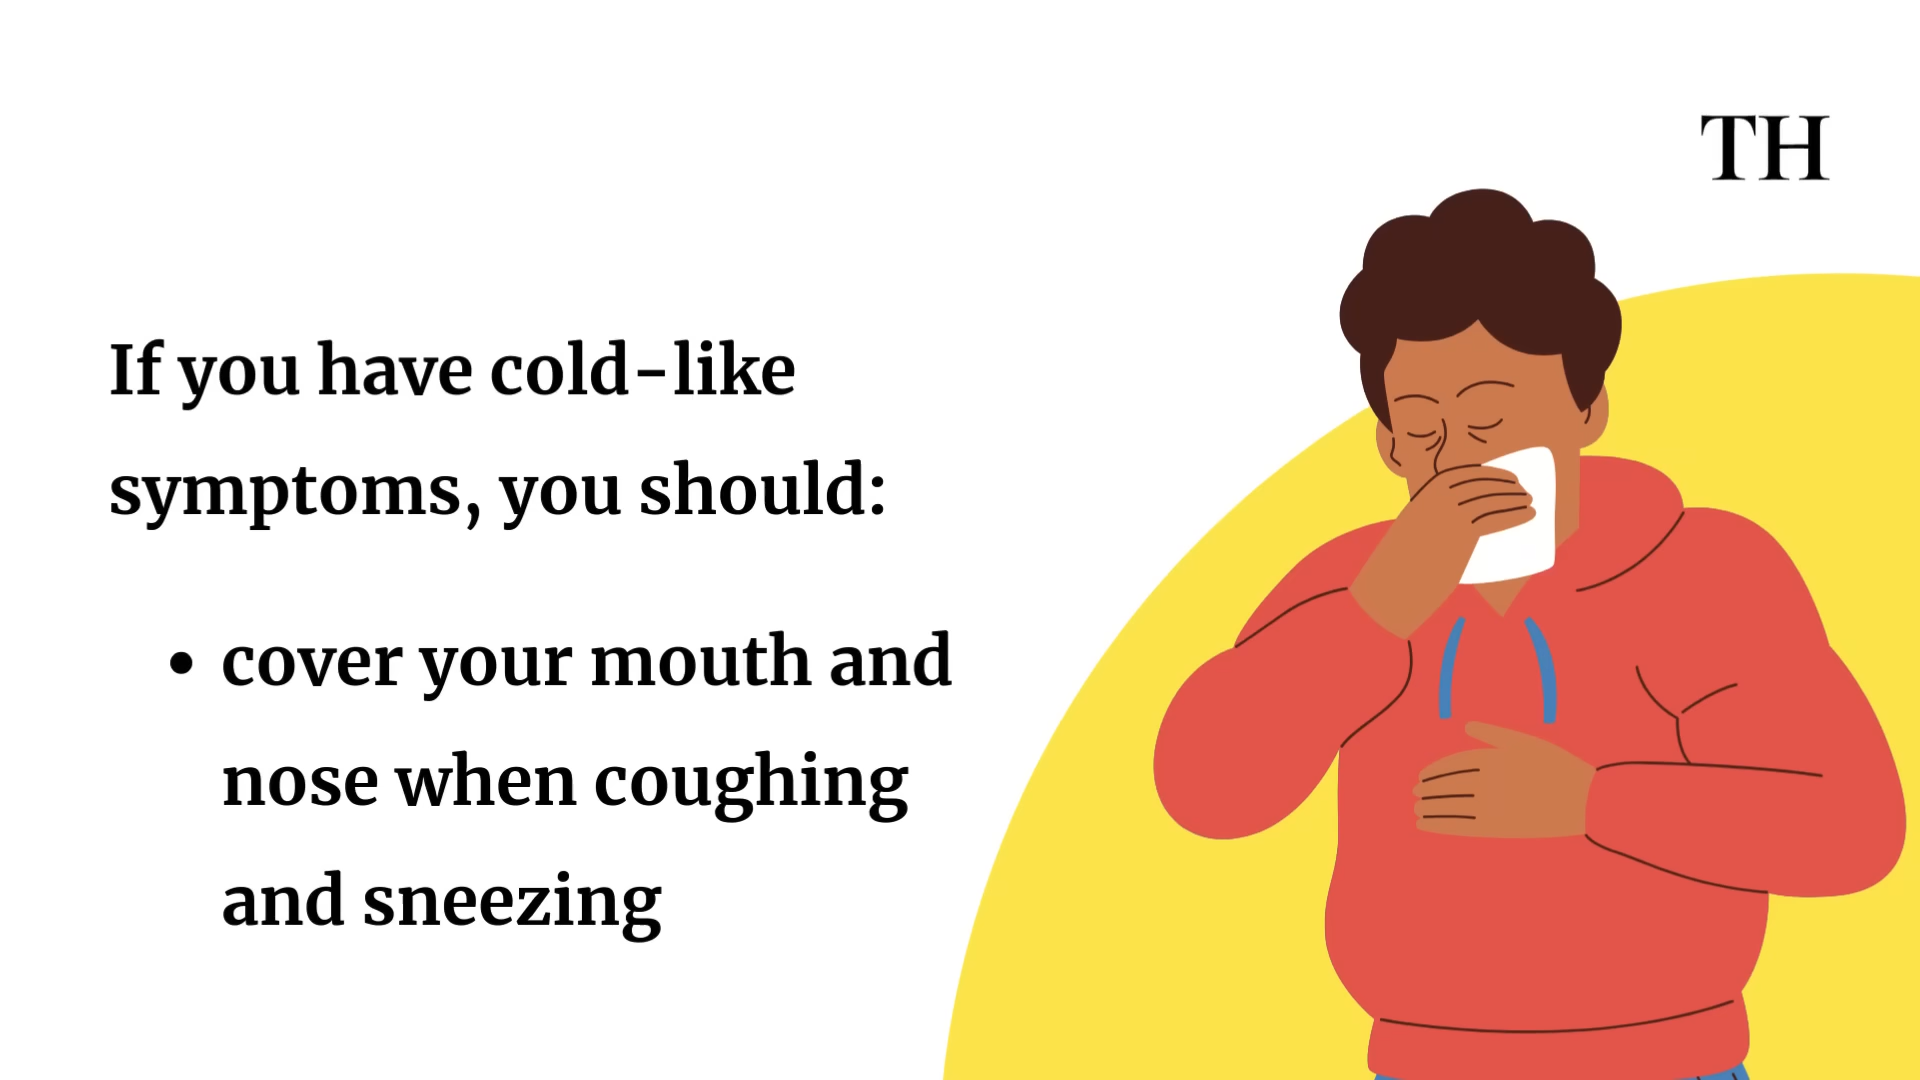 TH
If you have cold-like
symptoms, you should:
• cover your mouth and
nose when coughing
and sneezing